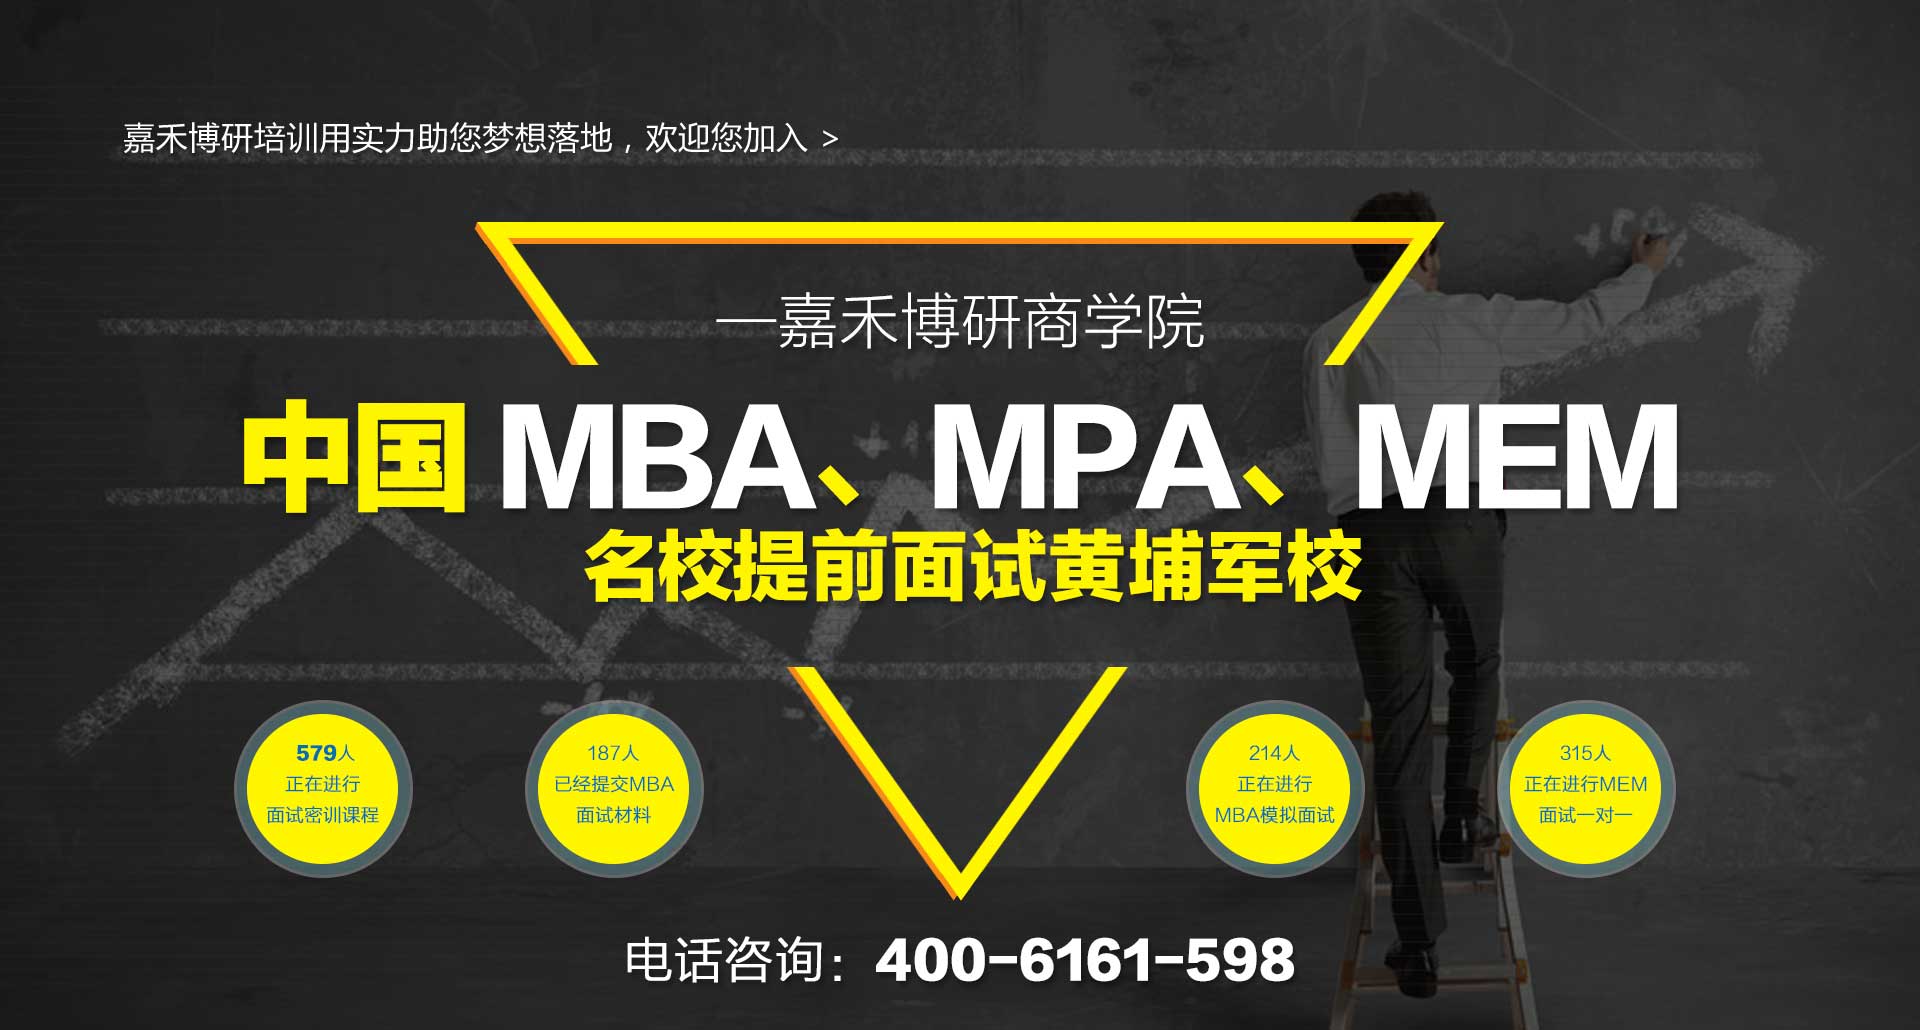 嘉禾博研培训用实力助您梦想落地，欢迎您加入 >
—嘉禾博研商学院
中国 MBA、MPA、MEM
名校提前面试黄埔军校
579人
正在进行
面试密训课程
187人
已经提交MBA
面试材料
214人
正在进行
MBA模拟面试
315人
正在进行MEM
面试一对一
电话咨询：400-6161-598